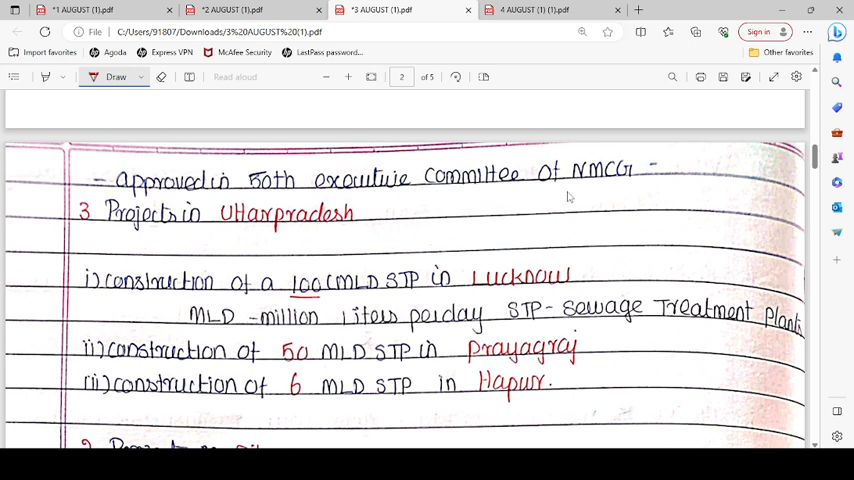 *1 AUGUST (1).pdf
*2 AUGUST (1).pdf
*3 AUGUST (1).pdf
4 AUGUST (1) (1).pdf
File C:/Users/91807/Downloads/3%20AUGUST%20(1).pdf
Sign in
Import favorites Agoda Express VPN McAfee Security LastPass password... Other favorites
Draw 2 of 5 Read aloud
- approved in 50th executive committee of NMCG -
3 Projects in Uttarpradesh
i) construction of a 100 (MLD STP in Lucknow
MLD - million liters per day STP - sewage Treatment Plants
ii) construction of 50 MLD STP in Prayagraj
iii) construction of 6 MLD STP in Hapur.